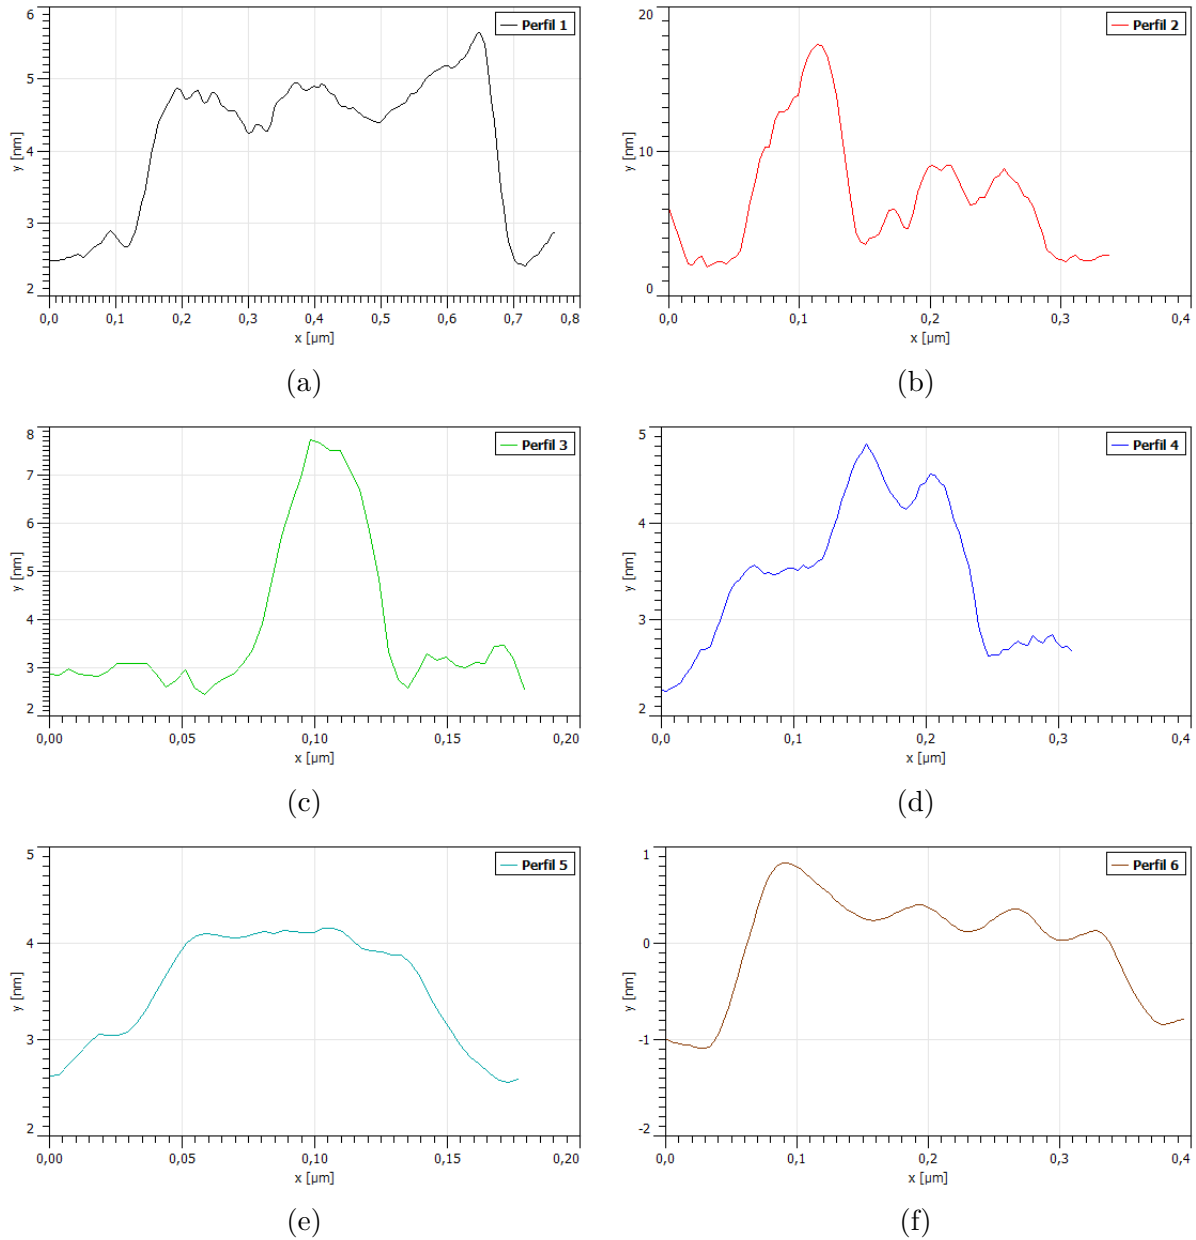 6
5
4
3
2
y [nm]
Perfil 1
0,0 0,1 0,2 0,3 0,4 0,5 0,6 0,7 0,8
x [µm]
(a)
20
10
0
y [nm]
Perfil 2
0,0 0,1 0,2 0,3 0,4
x [µm]
(b)
8
7
6
5
4
3
2
y [nm]
Perfil 3
0,00 0,05 0,10 0,15 0,20
x [µm]
(c)
5
4
3
2
y [nm]
Perfil 4
0,0 0,1 0,2 0,3 0,4
x [µm]
(d)
5
4
3
2
y [nm]
Perfil 5
0,00 0,05 0,10 0,15 0,20
x [µm]
(e)
1
0
-1
-2
y [nm]
Perfil 6
0,0 0,1 0,2 0,3 0,4
x [µm]
(f)